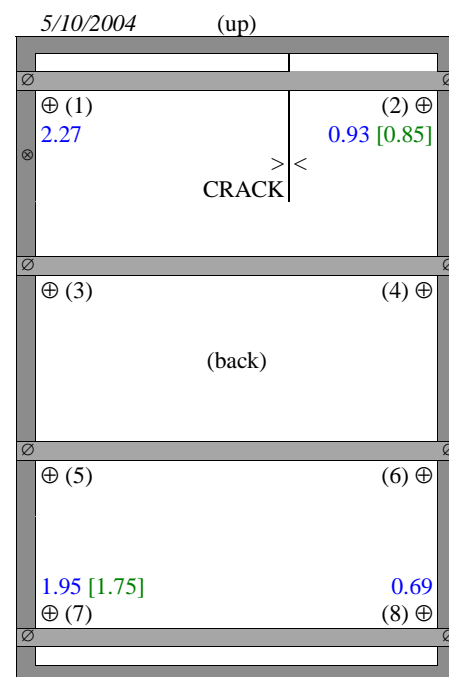 5/10/2004 (up)
⊕ (1) (2) ⊕
2.27 0.93 [0.85]
> <
CRACK
⊕ (3) (4) ⊕
(back)
⊕ (5) (6) ⊕
1.95 [1.75] 0.69
⊕ (7) (8) ⊕